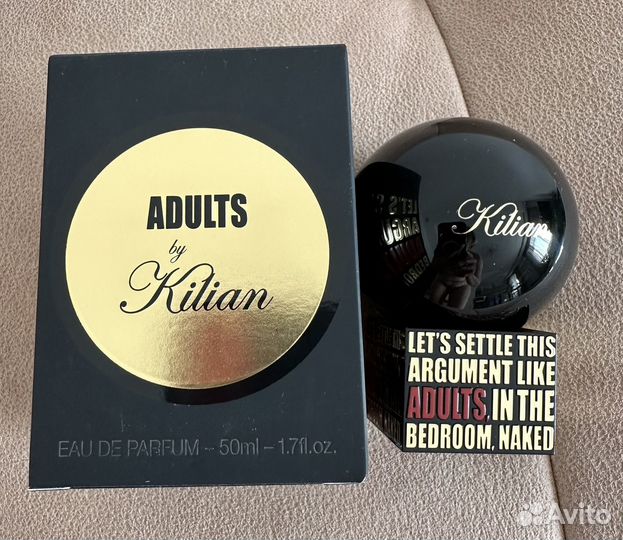 ADULTS
by
Kilian
EAU DE PARFUM – 50ml – 1.7fl.oz.
Kilian
LET'S SETTLE THIS
ARGUMENT LIKE
ADULTS, IN THE
BEDROOM, NAKED
Avito